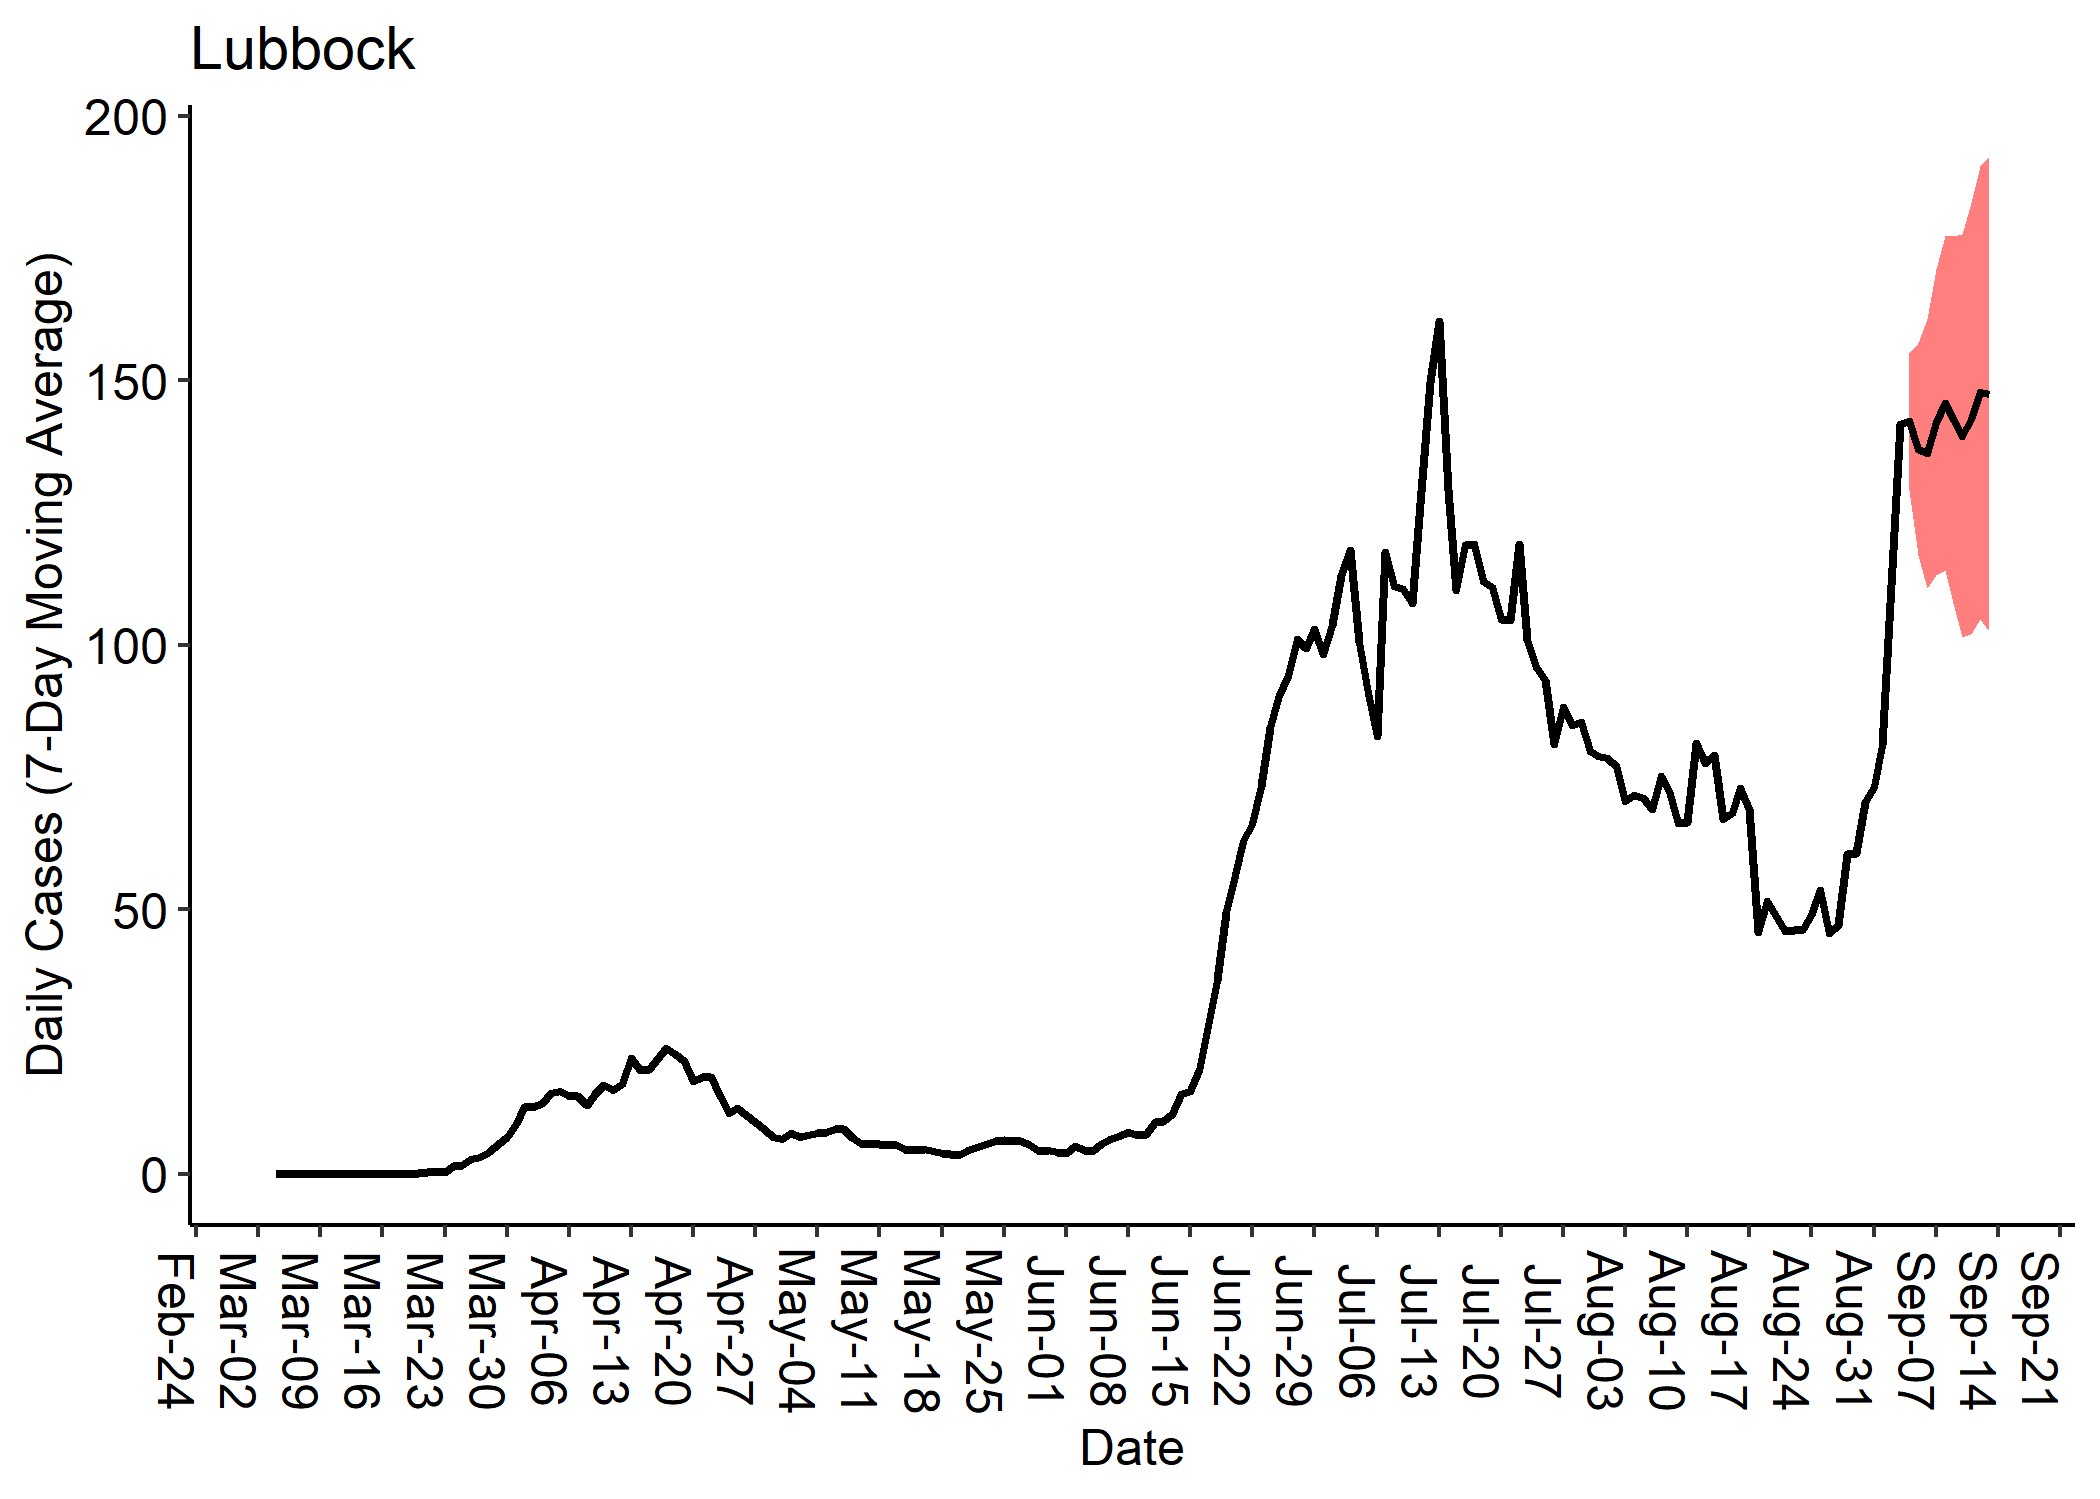 Lubbock
200
150
100
50
0
Daily Cases (7-Day Moving Average)
Feb-24
Mar-02
Mar-09
Mar-16
Mar-23
Mar-30
Apr-06
Apr-13
Apr-20
Apr-27
May-04
May-11
May-18
May-25
Jun-01
Jun-08
Jun-15
Jun-22
Jun-29
Jul-06
Jul-13
Jul-20
Jul-27
Aug-03
Aug-10
Aug-17
Aug-24
Aug-31
Sep-07
Sep-14
Sep-21
Date